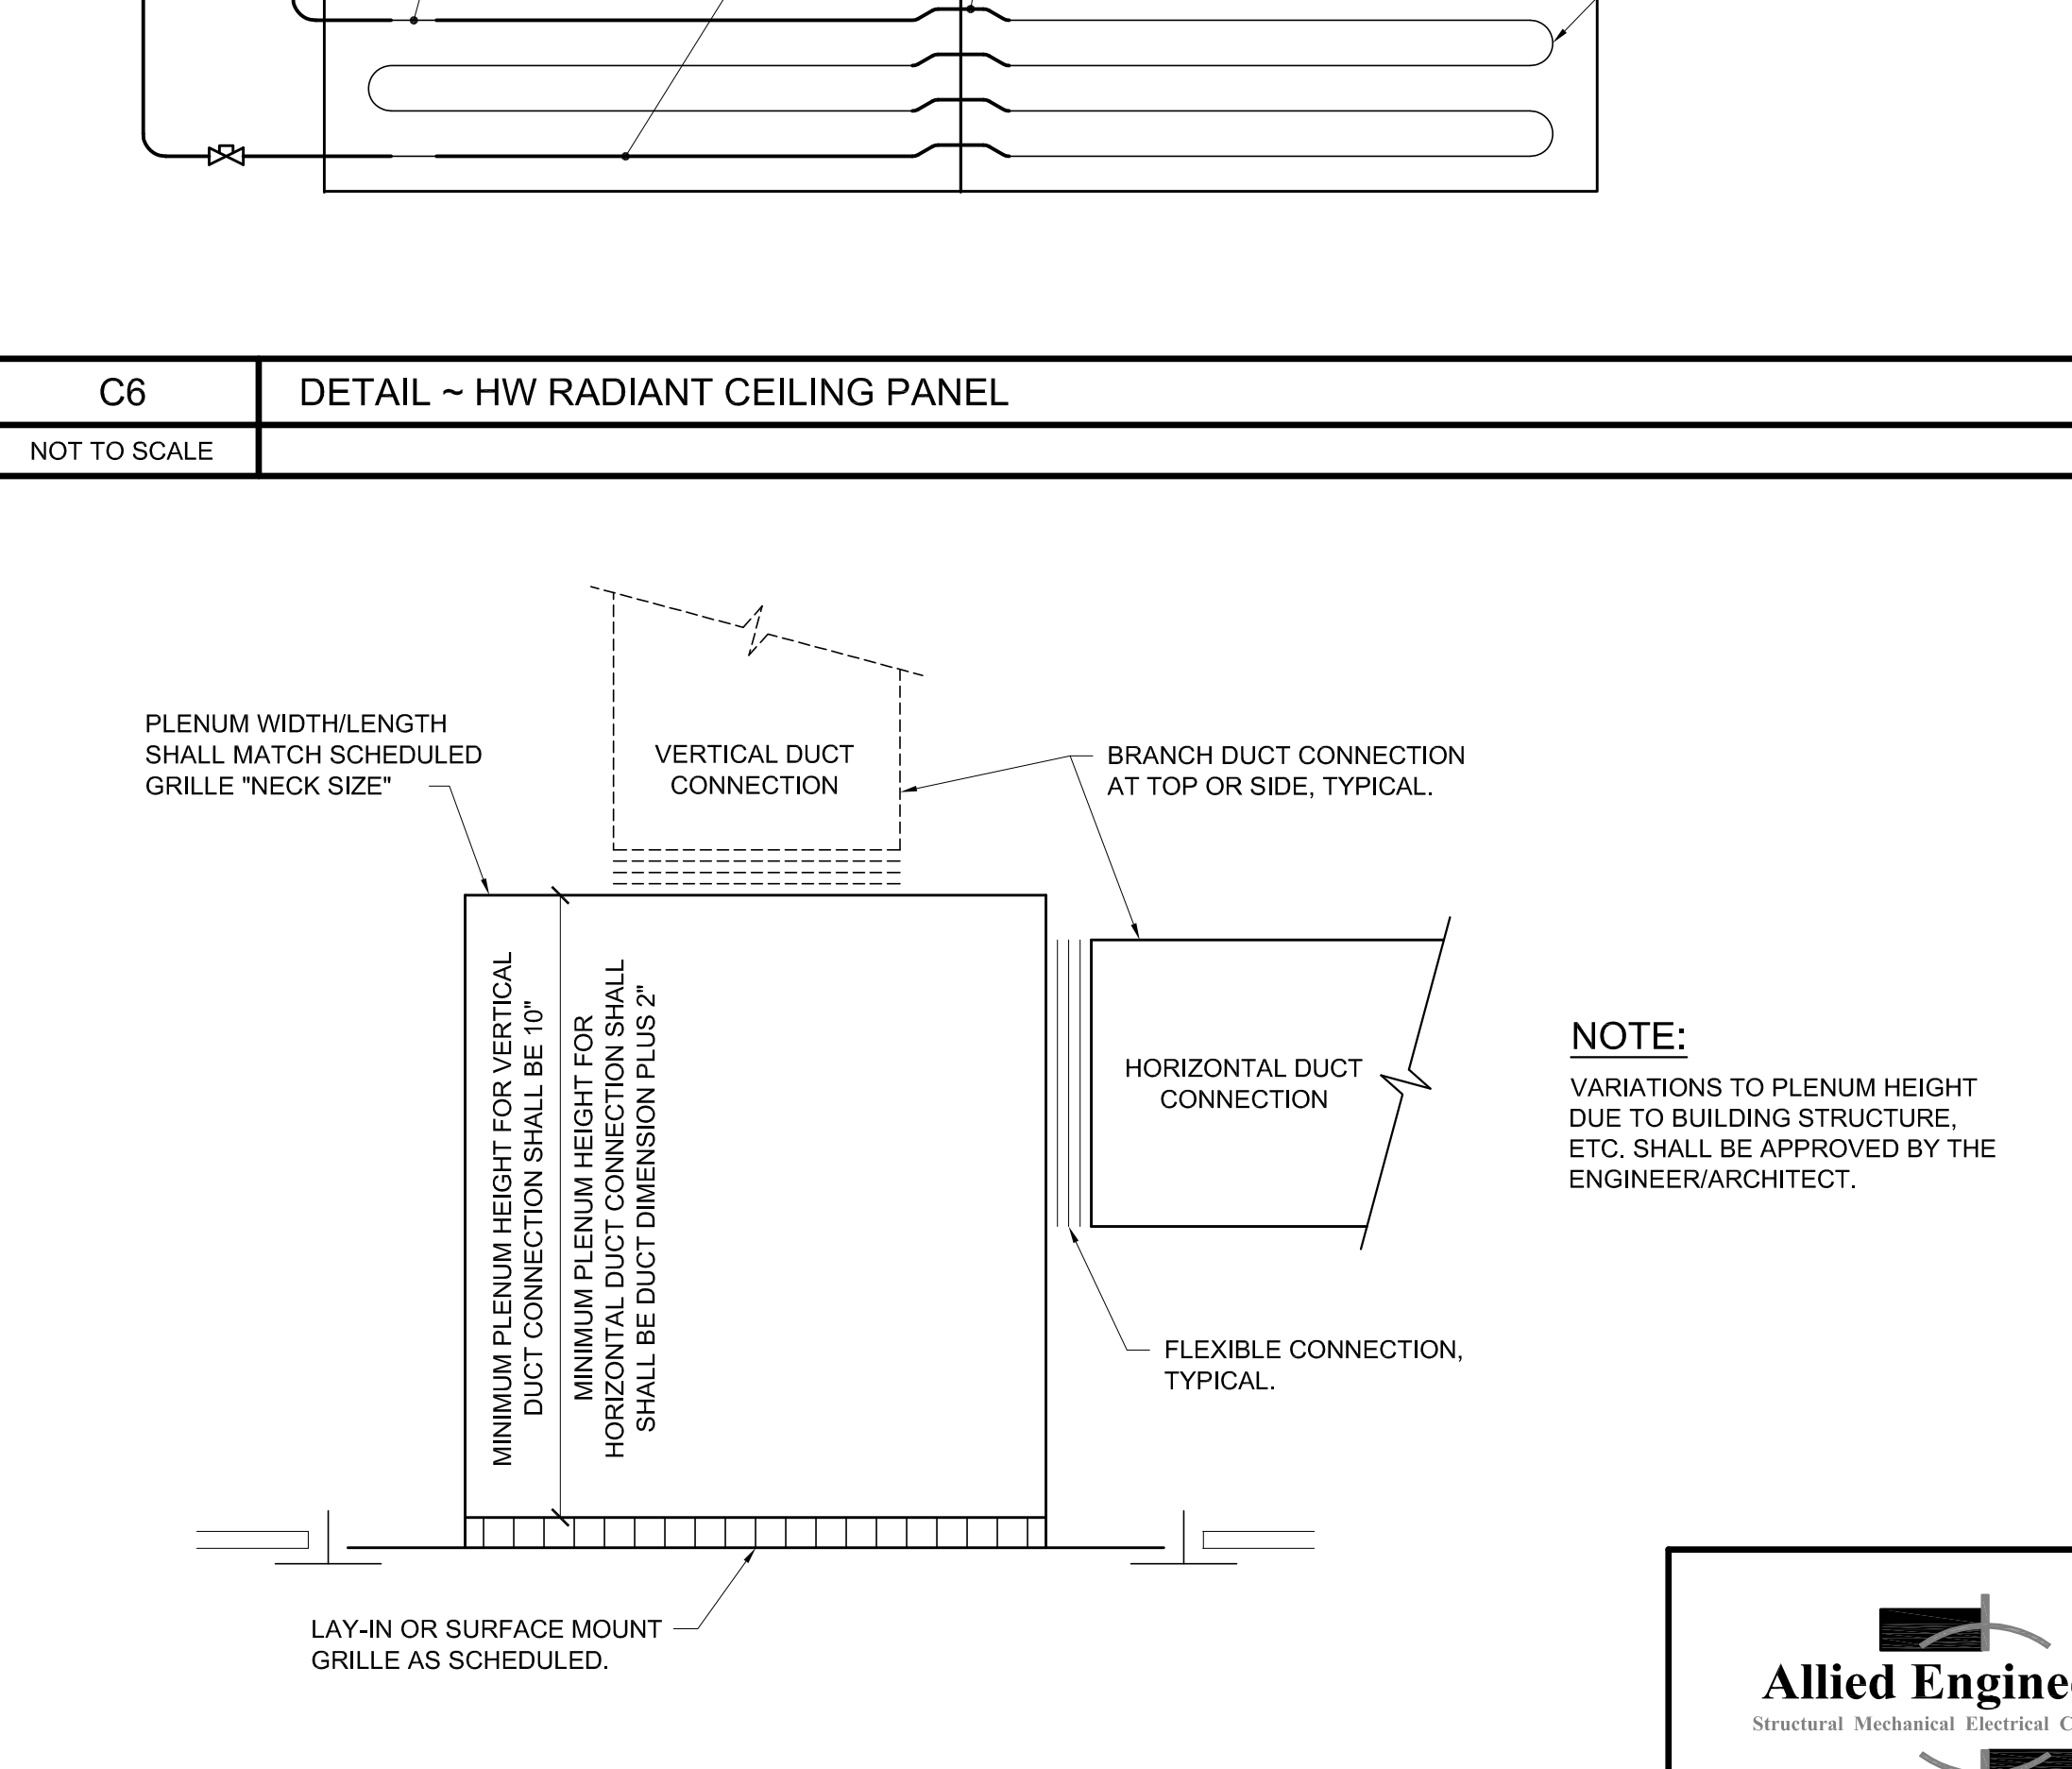 C6
DETAIL ~ HW RADIANT CEILING PANEL
NOT TO SCALE
PLENUM WIDTH/LENGTH
SHALL MATCH SCHEDULED
GRILLE "NECK SIZE"
VERTICAL DUCT
CONNECTION
BRANCH DUCT CONNECTION
AT TOP OR SIDE, TYPICAL.
MINIMUM PLENUM HEIGHT FOR VERTICAL
DUCT CONNECTION SHALL BE 10"
MINIMUM PLENUM HEIGHT FOR
HORIZONTAL DUCT CONNECTION SHALL
SHALL BE DUCT DIMENSION PLUS 2"
HORIZONTAL DUCT
CONNECTION
NOTE:
VARIATIONS TO PLENUM HEIGHT
DUE TO BUILDING STRUCTURE,
ETC. SHALL BE APPROVED BY THE
ENGINEER/ARCHITECT.
FLEXIBLE CONNECTION,
TYPICAL.
LAY-IN OR SURFACE MOUNT
GRILLE AS SCHEDULED.
Allied
Structural Mechanical Electrical